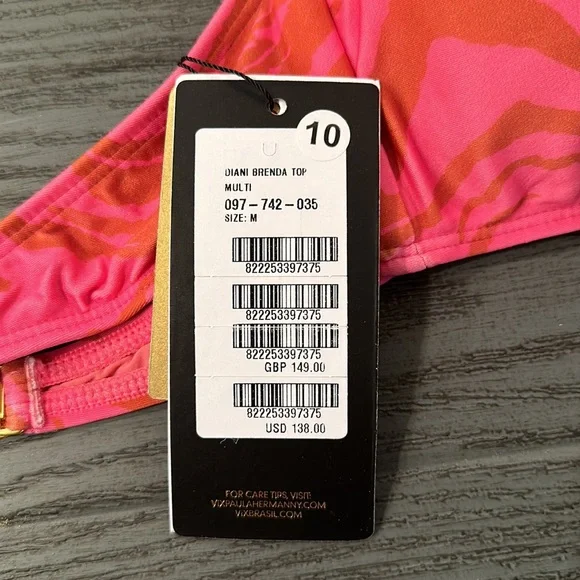 10
DIANI BRENDA TOP
MULTI
097-742-035
SIZE: M
822253397375
822253397375
822253397375
GBP 149.00
822253397375
USD 138.00
FOR CARE TIPS, VISIT:
ViXPAULAHERMANNY.COM
ViXBRASIL.COM